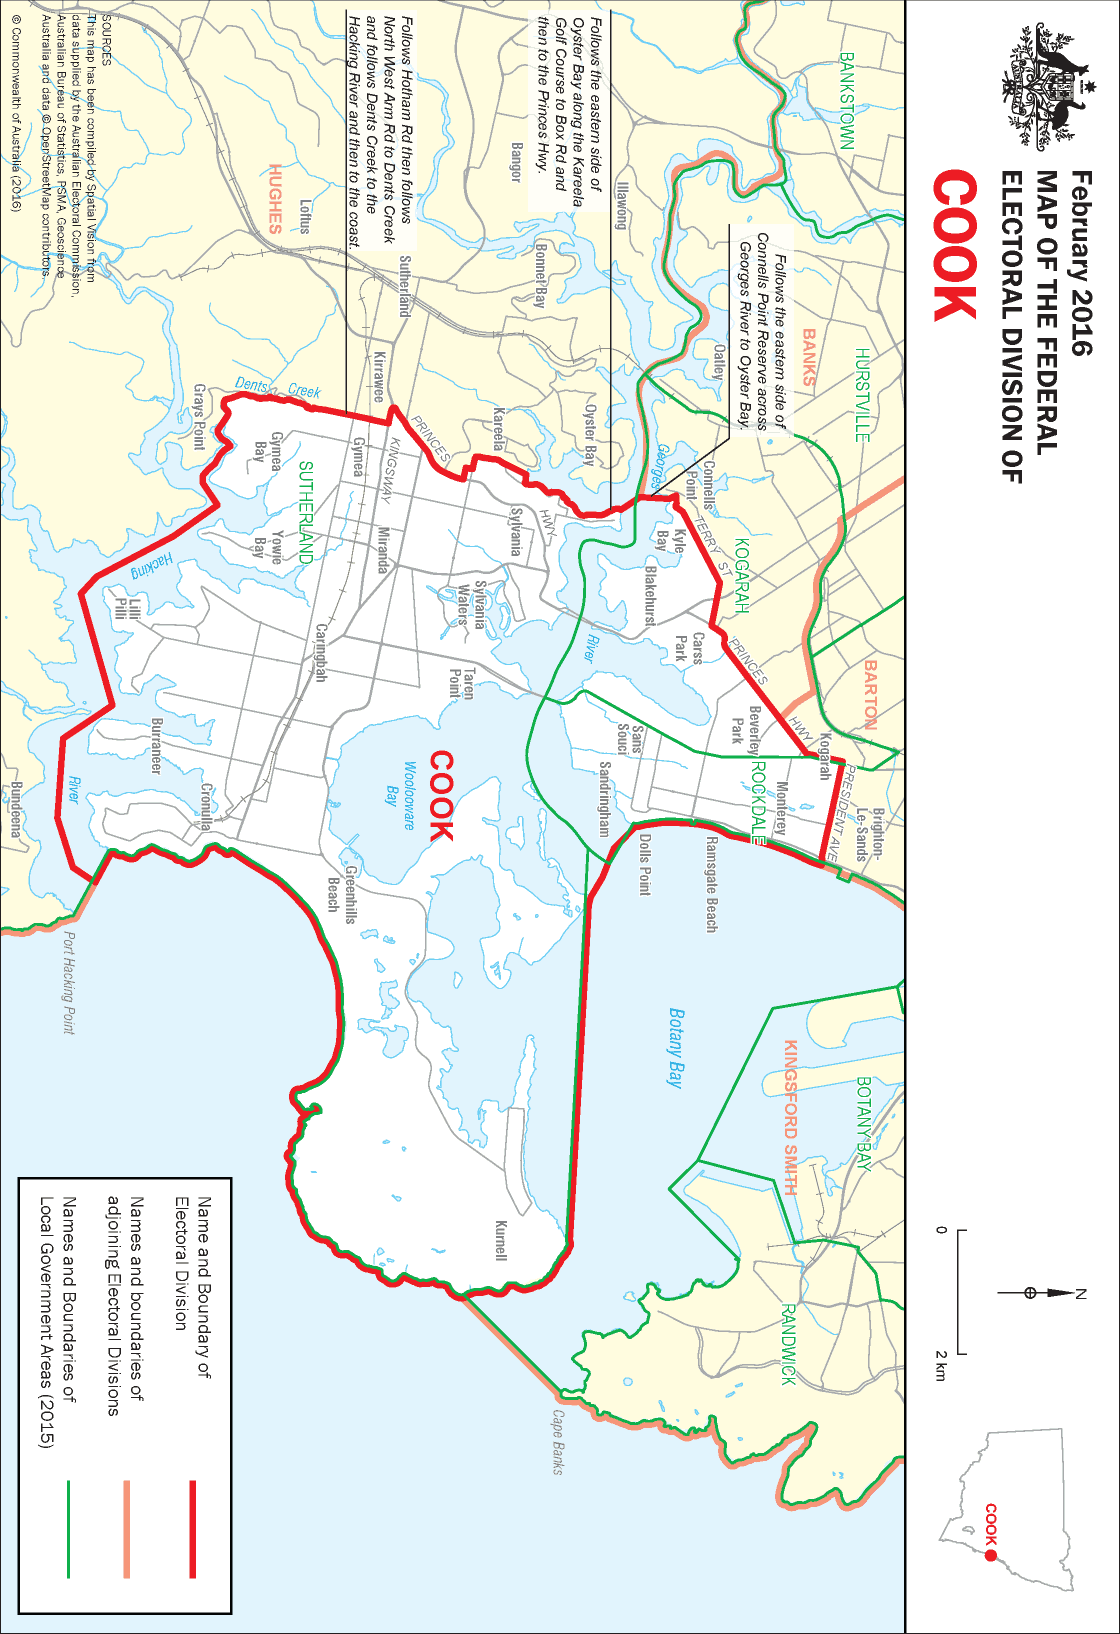 February 2016
MAP OF THE FEDERAL
ELECTORAL DIVISION OF
COOK
0
2 km
N
COOK
BANKSTOWN
HURSTVILLE
BANKS
BARTON
KOGARAH
ROCKDALE
BOTANY BAY
KINGSFORD SMITH
RANDWICK
HUGHES
SUTHERLAND
COOK
Follows the eastern side of
Connells Point Reserve across
Georges River to Oyster Bay.
Follows the eastern side of
Oyster Bay along the Kareela
Golf Course to Box Rd and
then to the Princes Hwy.
Follows Hotham Rd then follows
North West Arm Rd to Dents Creek
and follows Dents Creek to the
Hacking River and then to the coast.
Illawong
Bangor
Bonnet Bay
Loftus
Sutherland
Kirrawee
Oatley
Oyster Bay
Kareela
PRINCES
HWY
KINGSWAY
Connells
Point
TERRY ST
Kyle
Bay
Blakehurst
Carss
Park
PRINCES
HWY
Kogarah
PRESIDENT AVE
Brighton-
Le-Sands
Beverley
Park
Monterey
Ramsgate Beach
Sans
Souci
Sandringham
Dolls Point
Georges
River
Sylvania
Sylvania
Waters
Taren
Point
Miranda
Gymea
Gymea
Bay
Grays Point
Dents Creek
Yowie
Bay
Caringbah
Lilli
Pilli
Hacking
River
Burraneer
Cronulla
Bundeena
Woolooware
Bay
Greenhills
Beach
Botany Bay
Kurnell
Cape Banks
Port Hacking Point
SOURCES
This map has been compiled by Spatial Vision from
data supplied by the Australian Electoral Commission,
Australian Bureau of Statistics, PSMA, Geoscience
Australia and data © OpenStreetMap contributors.
© Commonwealth of Australia (2016)
Name and Boundary of
Electoral Division
Names and boundaries of
adjoining Electoral Divisions
Names and Boundaries of
Local Government Areas (2015)